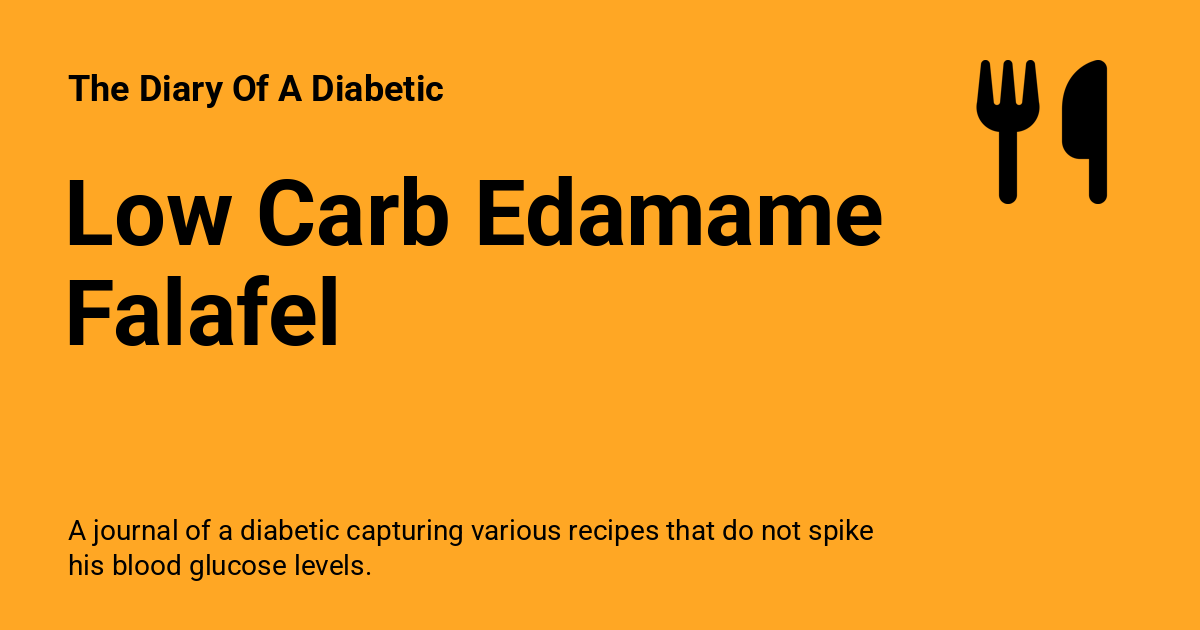 The Diary Of A Diabetic
Low Carb Edamame
Falafel
A journal of a diabetic capturing various recipes that do not spike
his blood glucose levels.